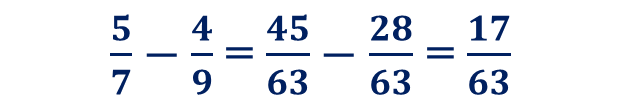 5/7 − 4/9 = 45/63 − 28/63 = 17/63